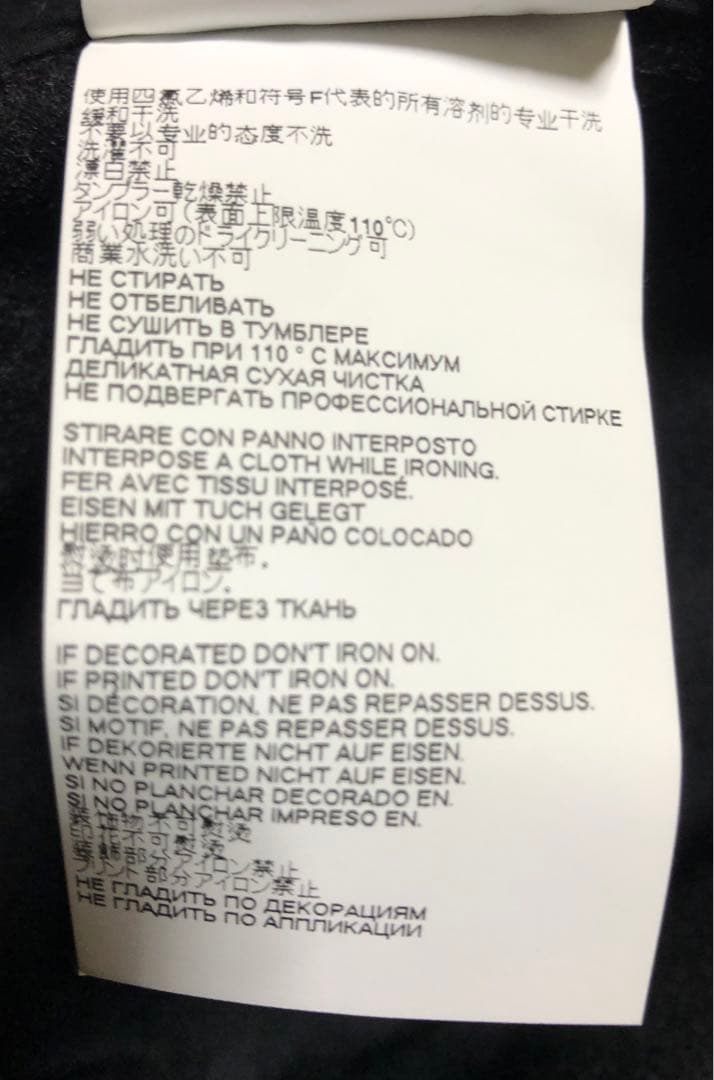 使用四氯乙烯和符号F代表的所有溶剂的专业干洗
缓和干洗
不要以专业的态度不洗
洗濯不可
漂白禁止
タンブラー乾燥禁止
アイロン可(表面上限温度110℃)
弱い処理のドライクリーニング可
商業水洗い不可
НЕ СТИРАТЬ
НЕ ОТБЕЛИВАТЬ
НЕ СУШИТЬ В ТУМБЛЕРЕ
ГЛАДИТЬ ПРИ 110 ° С МАКСИМУМ
ДЕЛИКАТНАЯ СУХАЯ ЧИСТКА
НЕ ПОДВЕРГАТЬ ПРОФЕССИОНАЛЬНОЙ СТИРКЕ
STIRARE CON PANNO INTERPOSTO
INTERPOSE A CLOTH WHILE IRONING.
FER AVEC TISSU INTERPOSÉ.
EISEN MIT TUCH GELEGT
HIERRO CON UN PAÑO COLOCADO
熨烫时使用垫布.
当て布アイロン.
ГЛАДИТЬ ЧЕРЕЗ ТКАНЬ
IF DECORATED DON'T IRON ON.
IF PRINTED DON'T IRON ON.
SI DÉCORATION, NE PAS REPASSER DESSUS.
SI MOTIF, NE PAS REPASSER DESSUS.
IF DEKORIERTE NICHT AUF EISEN.
WENN PRINTED NICHT AUF EISEN.
SI NO PLANCHAR DECORADO EN.
SI NO PLANCHAR IMPRESO EN.
装饰物不可熨烫
印花不可熨烫
装飾部分アイロン禁止
プリント部分アイロン禁止
НЕ ГЛАДИТЬ ПО ДЕКОРАЦИЯМ
НЕ ГЛАДИТЬ ПО АППЛИКАЦИИ